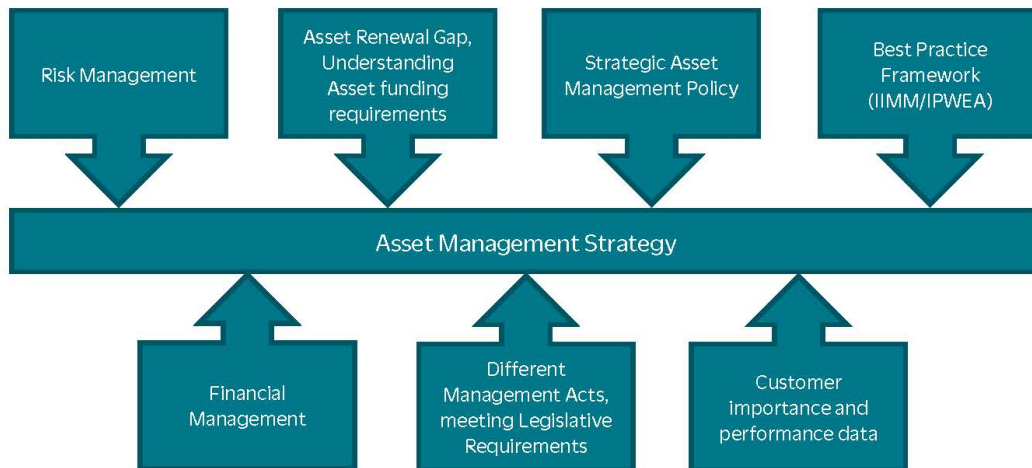 Risk Management
Asset Renewal Gap,
Understanding
Asset funding
requirements
Strategic Asset
Management Policy
Best Practice
Framework
(IIMM/IPWEA)
Asset Management Strategy
Financial
Management
Different
Management Acts,
meeting Legislative
Requirements
Customer
importance and
performance data